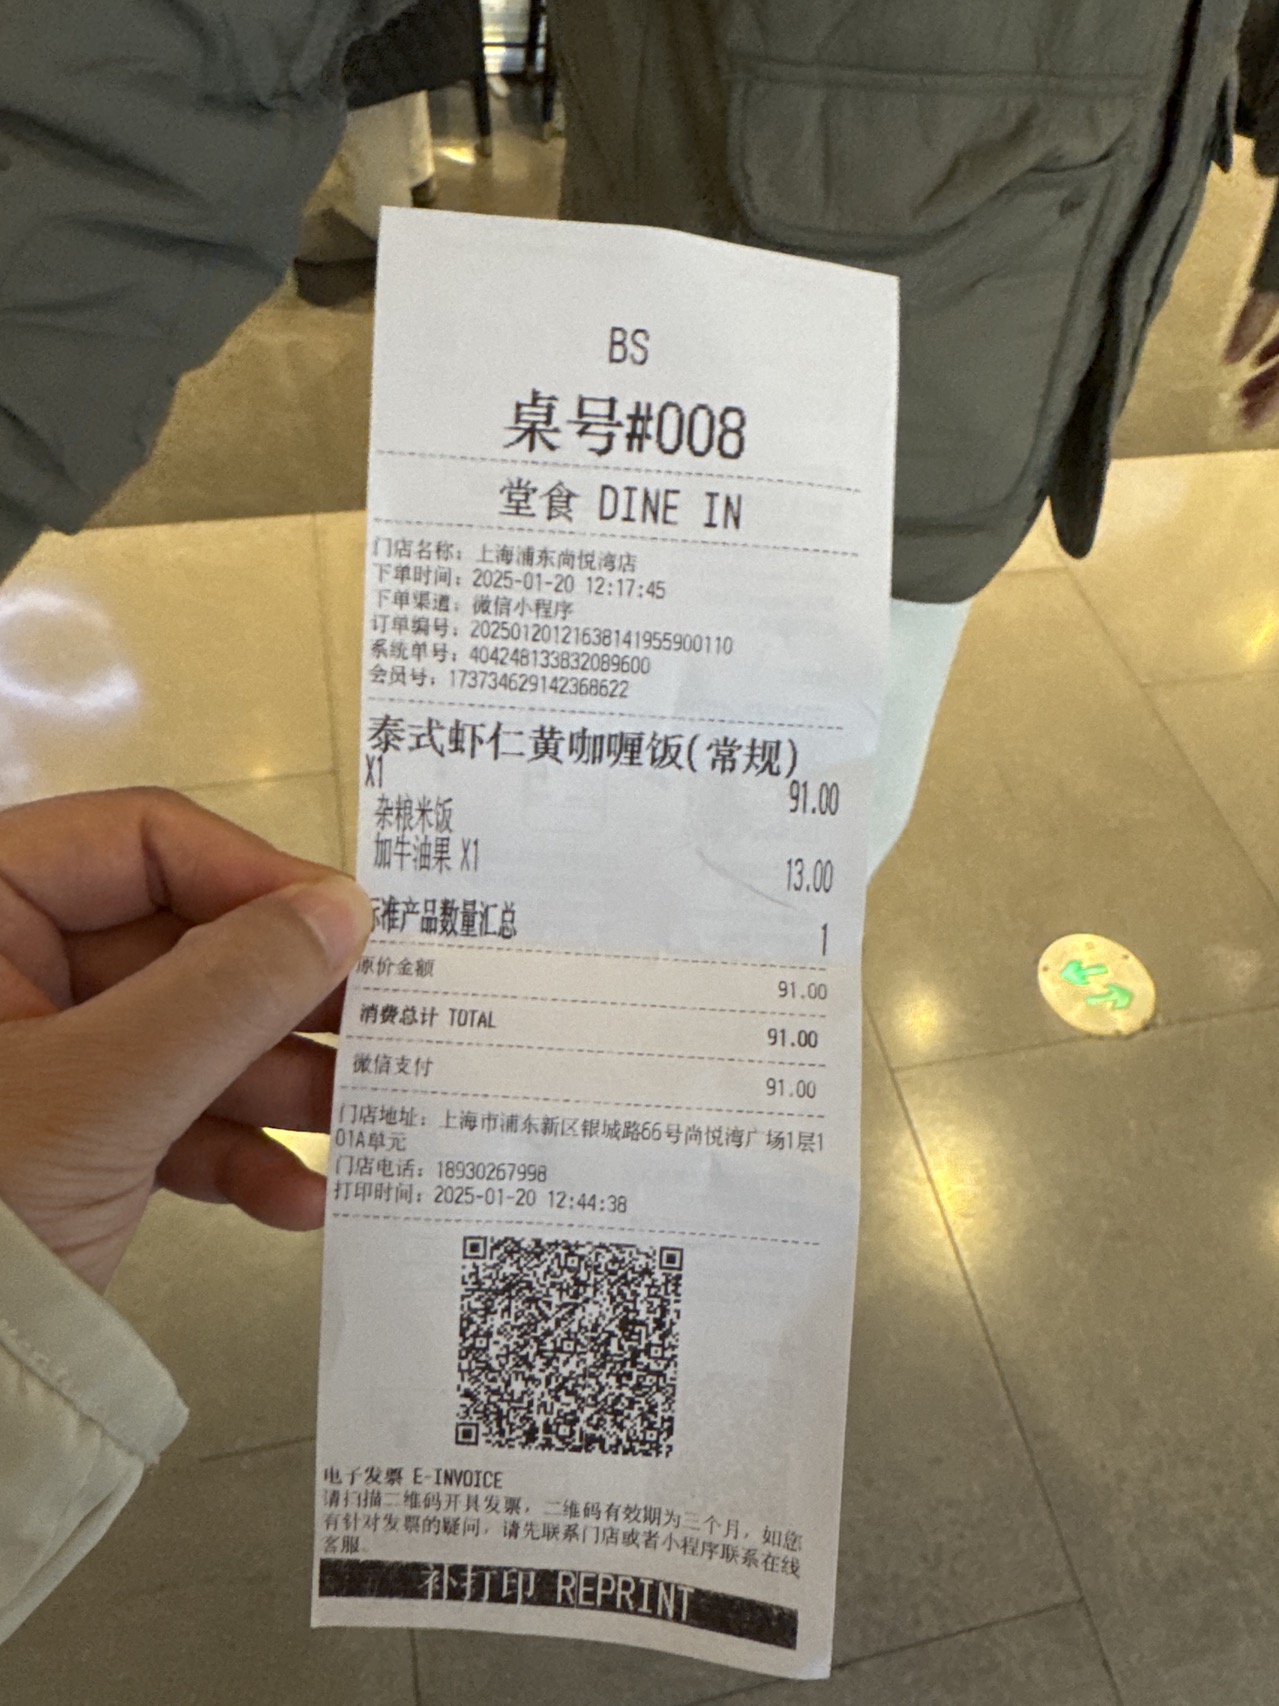 BS
桌号#008
堂食 DINE IN
门店名称：上海浦东尚悦湾店
下单时间：2025-01-20 12:17:45
下单渠道：微信小程序
订单编号：20250120121638141955900110
系统单号：404248133832089600
会员号：173734629142368622
泰式虾仁黄咖喱饭(常规)
X1 91.00
杂粮米饭
加牛油果 X1 13.00
标准产品数量汇总 1
原价金额 91.00
消费总计 TOTAL 91.00
微信支付 91.00
门店地址：上海市浦东新区银城路66号尚悦湾广场1层1
01A单元
门店电话：18930267998
打印时间：2025-01-20 12:44:38
电子发票 E-INVOICE
请扫描二维码开具发票，二维码有效期为三个月，如您
有针对发票的疑问，请先联系门店或者小程序联系在线
客服。
补打印 REPRINT